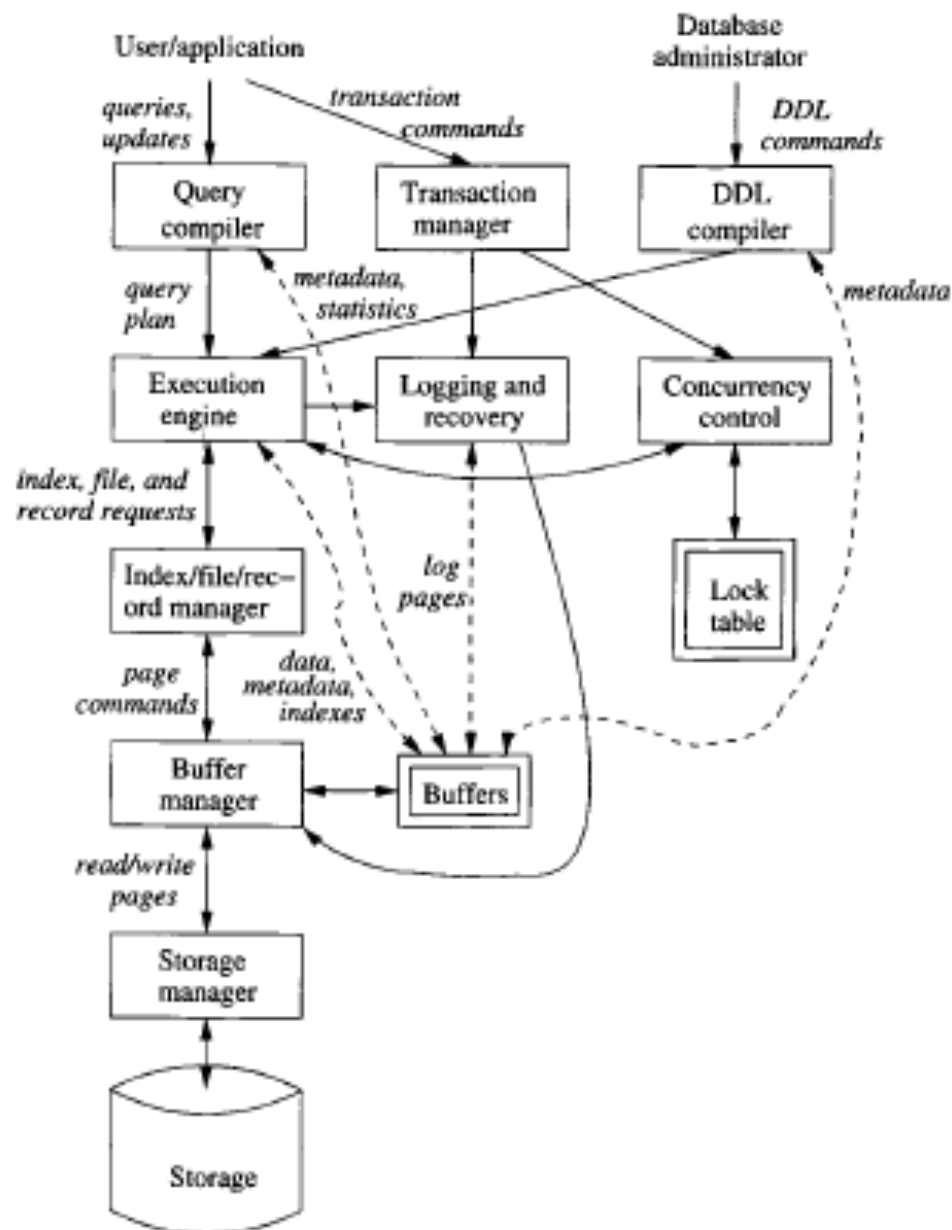 User/application
Database
administrator
queries,
updates
transaction
commands
DDL
commands
Query
compiler
Transaction
manager
DDL
compiler
query
plan
metadata,
statistics
metadata
Execution
engine
Logging and
recovery
Concurrency
control
index, file, and
record requests
Index/file/rec-
ord manager
log
pages
Lock
table
page
commands
data,
metadata,
indexes
Buffer
manager
Buffers
read/write
pages
Storage
manager
Storage